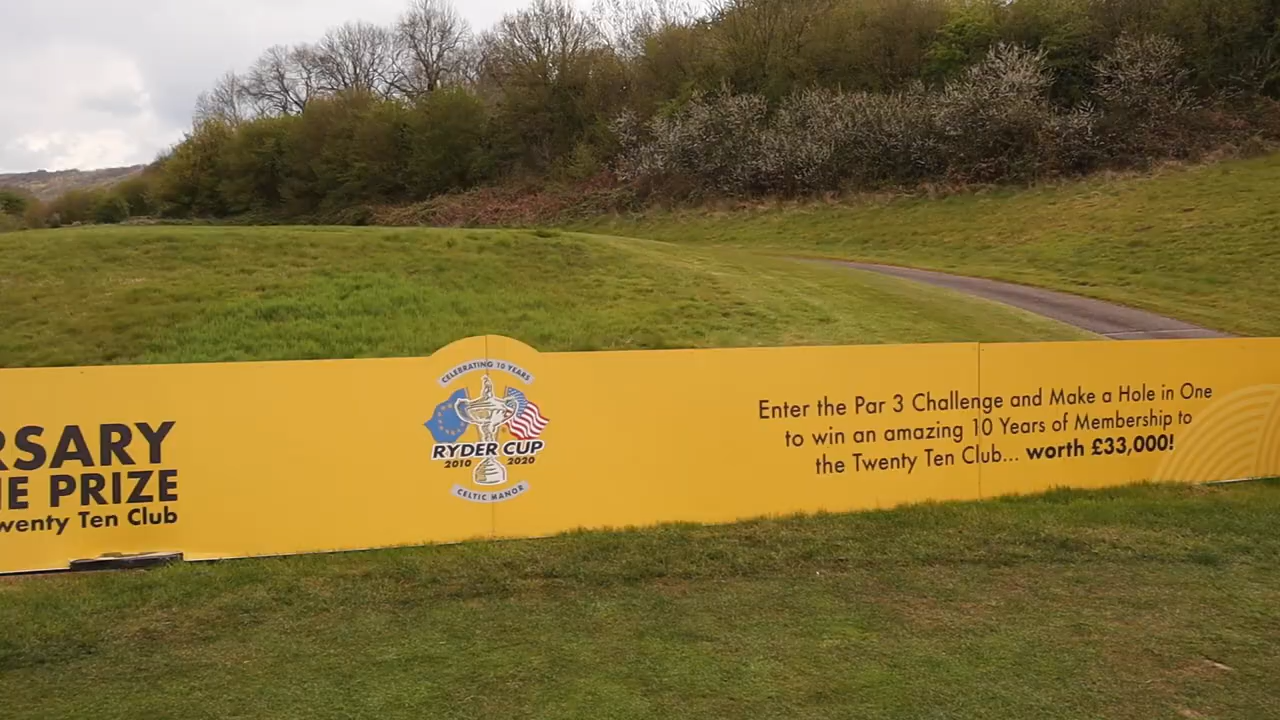 RSARY
E PRIZE
wenty Ten Club
CELEBRATING 10 YEARS
RYDER CUP
2010 2020
CELTIC MANOR
Enter the Par 3 Challenge and Make a Hole in One
to win an amazing 10 Years of Membership to
the Twenty Ten Club... worth £33,000!